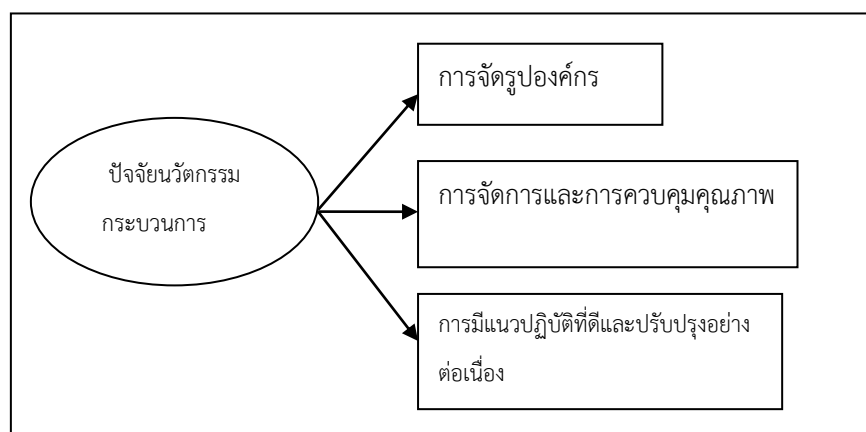 ปัจจัยนวัตกรรม
กระบวนการ
การจัดรูปองค์กร
การจัดการและการควบคุมคุณภาพ
การมีแนวปฏิบัติที่ดีและปรับปรุงอย่าง
ต่อเนื่อง